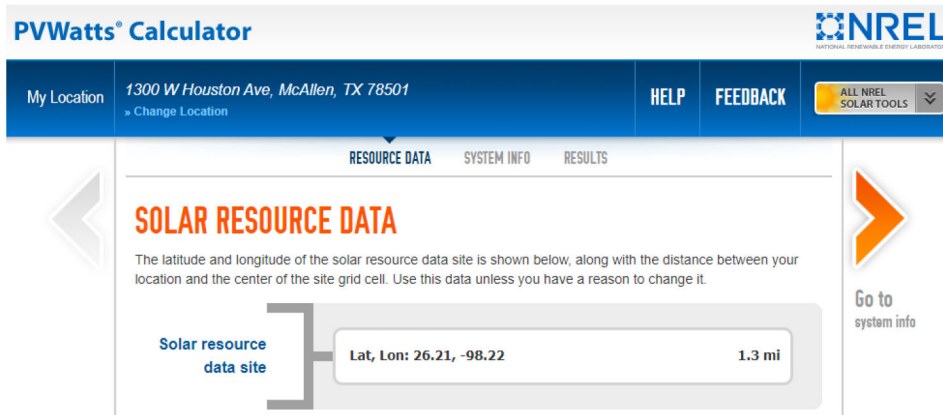 PVWatts® Calculator
NREL
NATIONAL RENEWABLE ENERGY LABORATOR
My Location
1300 W Houston Ave, McAllen, TX 78501
» Change Location
HELP
FEEDBACK
ALL NREL
SOLAR TOOLS
RESOURCE DATA SYSTEM INFO RESULTS
SOLAR RESOURCE DATA
The latitude and longitude of the solar resource data site is shown below, along with the distance between your
location and the center of the site grid cell. Use this data unless you have a reason to change it.
Go to
system info
Solar resource
data site
Lat, Lon: 26.21, -98.22 1.3 mi